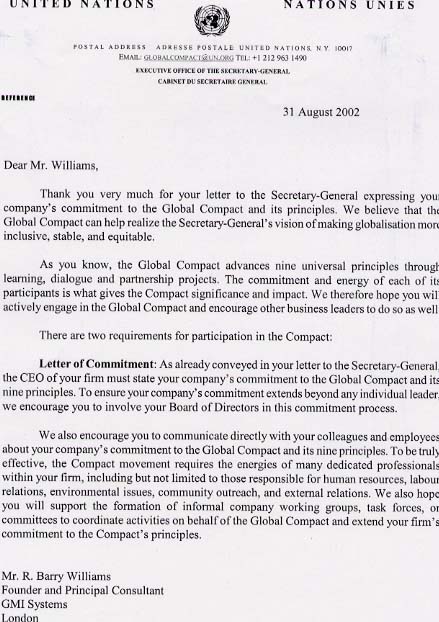 UNITED NATIONS NATIONS UNIES
POSTAL ADDRESS ADRESSE POSTALE UNITED NATIONS, N.Y. 10017
EMAIL: GLOBALCOMPACT@UN.ORG TEL: +1 212 963 1490
EXECUTIVE OFFICE OF THE SECRETARY-GENERAL
CABINET DU SECRETAIRE GENERAL
REFERENCE
31 August 2002
Dear Mr. Williams,
Thank you very much for your letter to the Secretary-General expressing your
company's commitment to the Global Compact and its principles. We believe that the
Global Compact can help realize the Secretary-General's vision of making globalisation more
inclusive, stable, and equitable.
As you know, the Global Compact advances nine universal principles through
learning, dialogue and partnership projects. The commitment and energy of each of its
participants is what gives the Compact significance and impact. We therefore hope you will
actively engage in the Global Compact and encourage other business leaders to do so as well
There are two requirements for participation in the Compact:
Letter of Commitment: As already conveyed in your letter to the Secretary-General,
the CEO of your firm must state your company's commitment to the Global Compact and its
nine principles. To ensure your company's commitment extends beyond any individual leader,
we encourage you to involve your Board of Directors in this commitment process.
We also encourage you to communicate directly with your colleagues and employees
about your company's commitment to the Global Compact and its nine principles. To be truly
effective, the Compact movement requires the energies of many dedicated professionals
within your firm, including but not limited to those responsible for human resources, labour
relations, environmental issues, community outreach, and external relations. We also hope
you will support the formation of informal company working groups, task forces, or
committees to coordinate activities on behalf of the Global Compact and extend your firm's
commitment to the Compact's principles.
Mr. R. Barry Williams
Founder and Principal Consultant
GMI Systems
London